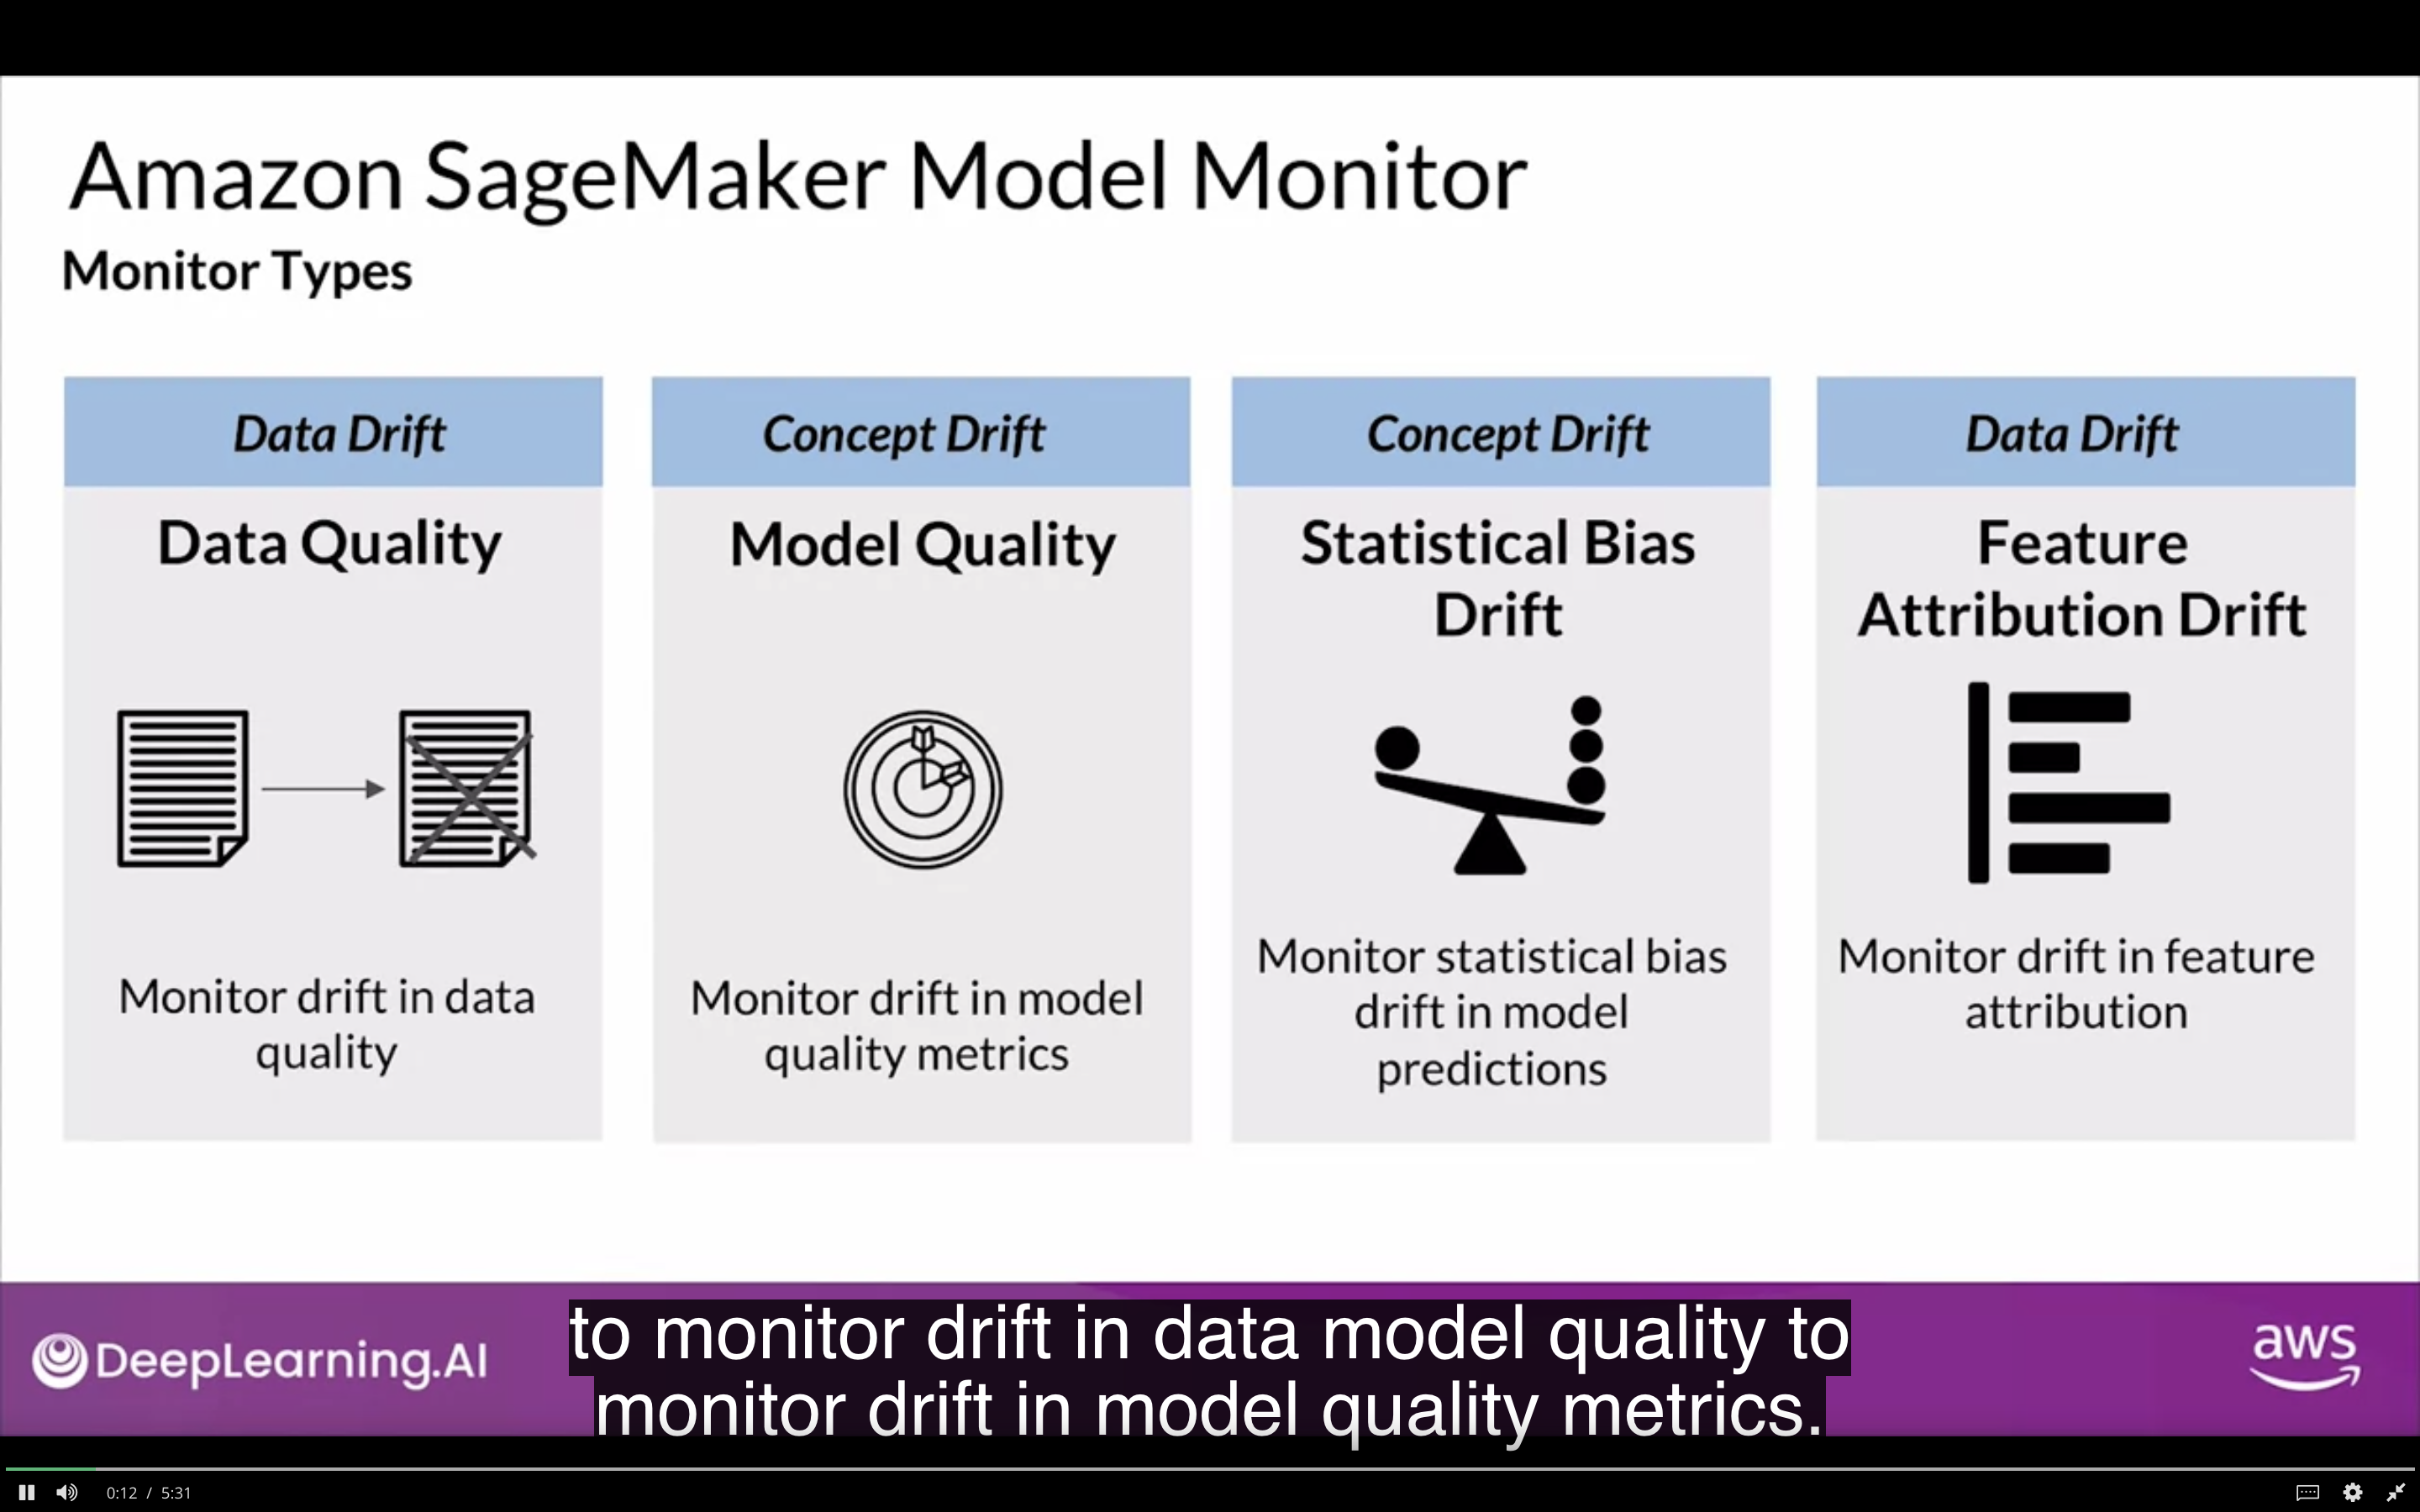 Amazon SageMaker Model Monitor
Monitor Types
Data Drift
Data Quality
Monitor drift in data
quality
Concept Drift
Model Quality
Monitor drift in model
quality metrics
Concept Drift
Statistical Bias
Drift
Monitor statistical bias
drift in model
predictions
Data Drift
Feature
Attribution Drift
Monitor drift in feature
attribution
DeepLearning.AI
to monitor drift in data model quality to
monitor drift in model quality metrics.
aws
0:12 / 5:31